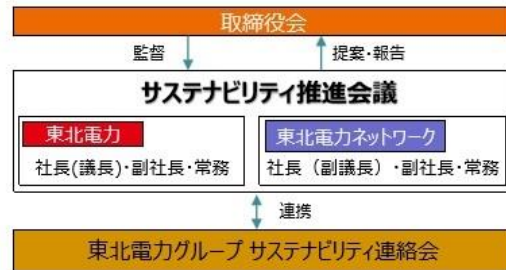 取締役会
監督
提案・報告
サステナビリティ推進会議
東北電力
社長(議長)・副社長・常務
東北電力ネットワーク
社長（副議長）・副社長・常務
連携
東北電力グループ サステナビリティ連絡会